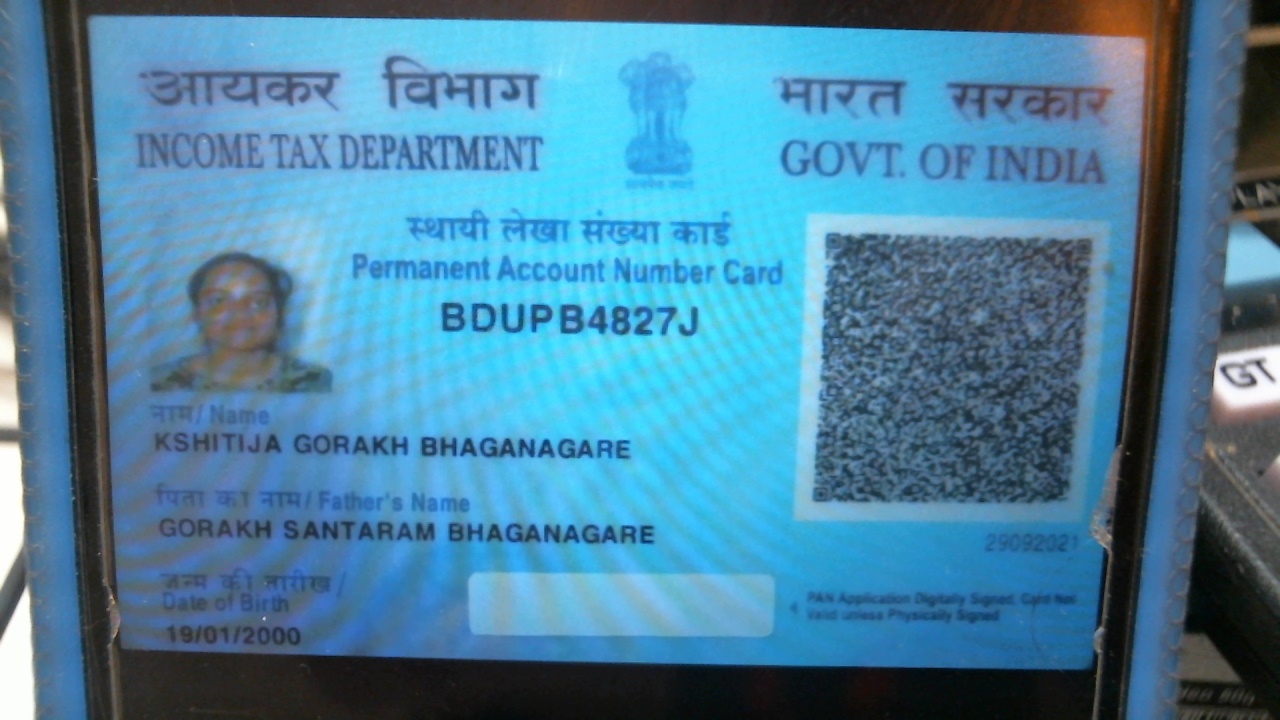 आयकर विभाग
INCOME TAX DEPARTMENT
भारत सरकार
GOVT. OF INDIA
स्थायी लेखा संख्या कार्ड
Permanent Account Number Card
BDUPB4827J
नाम / Name
KSHITIJA GORAKH BHAGANAGARE
पिता का नाम / Father's Name
GORAKH SANTARAM BHAGANAGARE
29092021
जन्म की तारीख /
Date of Birth
19/01/2000
PAN Application Digitally Signed, Card Not
Valid unless Physically Signed
GT